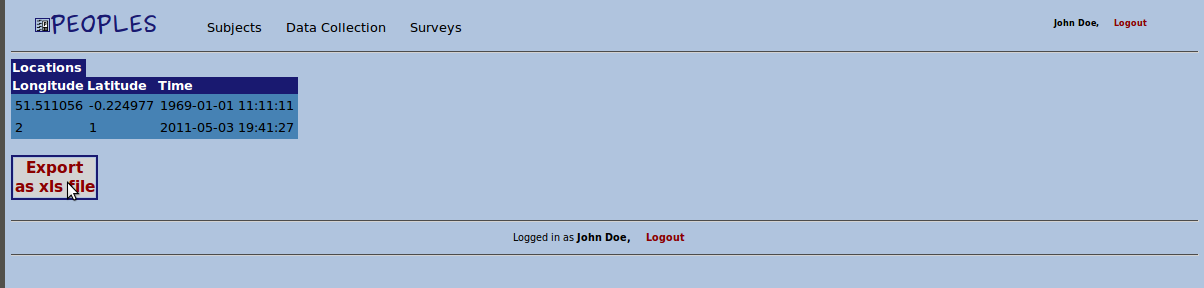 PEOPLES Subjects Data Collection Surveys John Doe, Logout
Locations
Longitude Latitude Time
51.511056 -0.224977 1969-01-01 11:11:11
2 1 2011-05-03 19:41:27
Export
as xls file
Logged in as John Doe, Logout